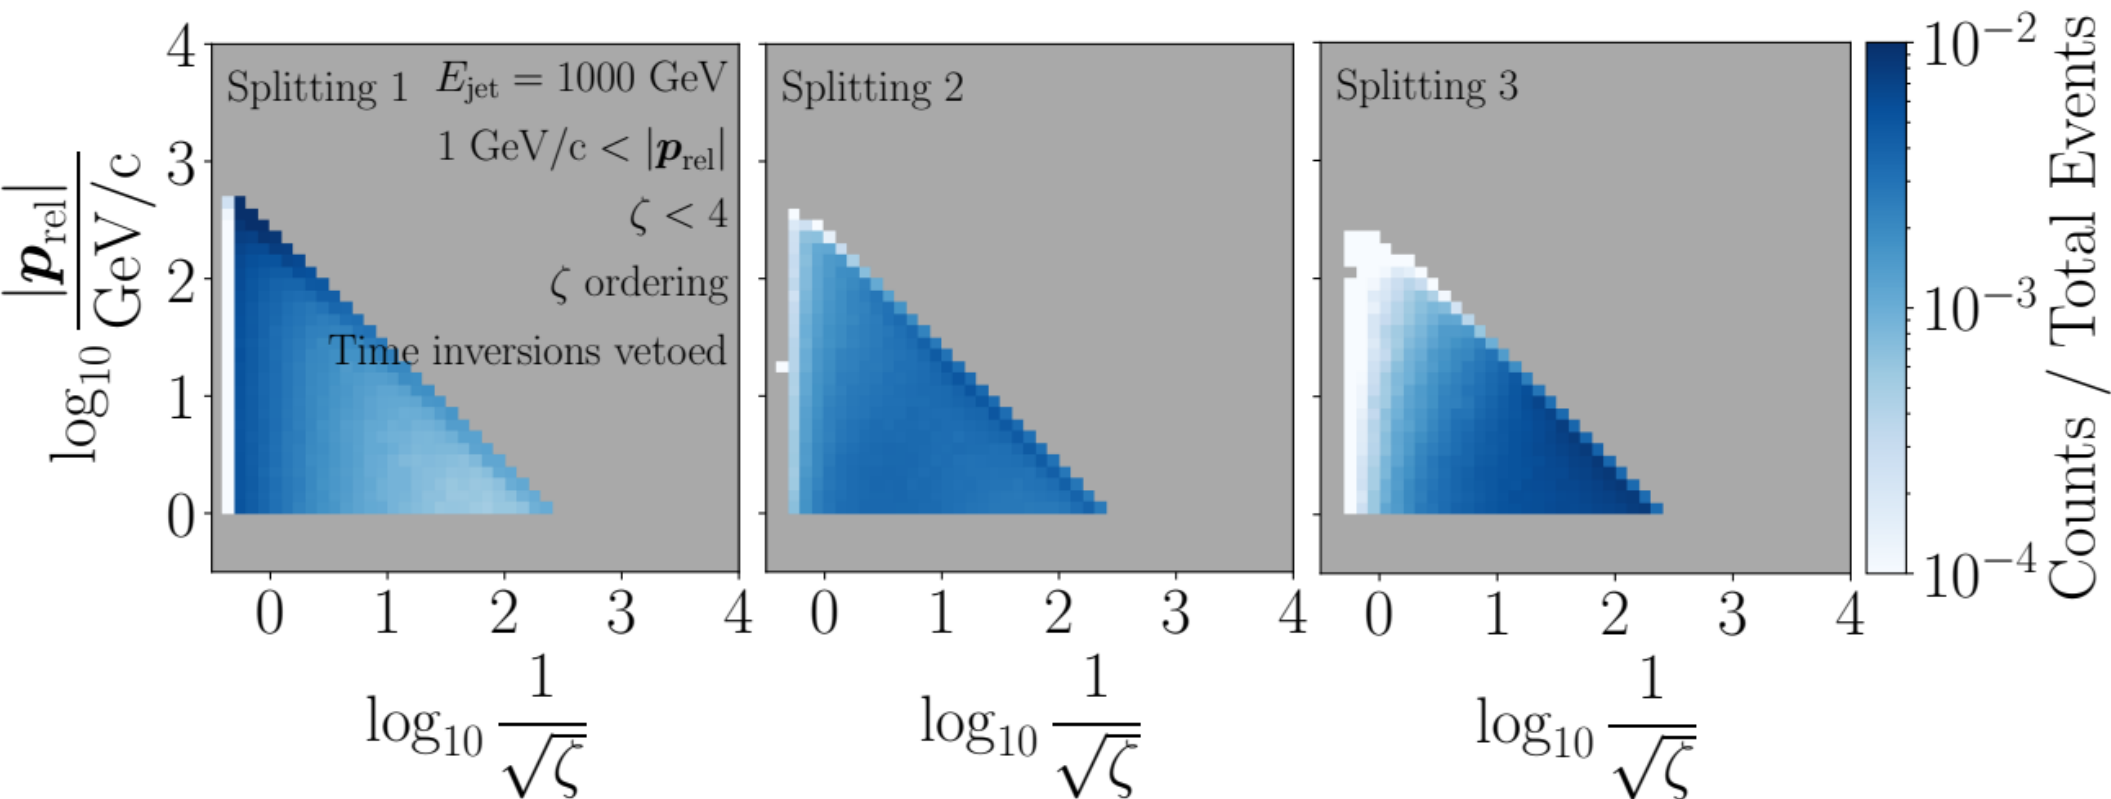 Splitting 1
E_jet = 1000 GeV
1 GeV/c < |p_rel|
ζ < 4
ζ ordering
Time inversions vetoed
Splitting 2
Splitting 3
log₁₀ |p_rel| / GeV/c
4
3
2
1
0
0 1 2 3 4
0 1 2 3 4
0 1 2 3 4
log₁₀ 1/√ζ
log₁₀ 1/√ζ
log₁₀ 1/√ζ
10⁻²
10⁻³
10⁻⁴
Counts / Total Events